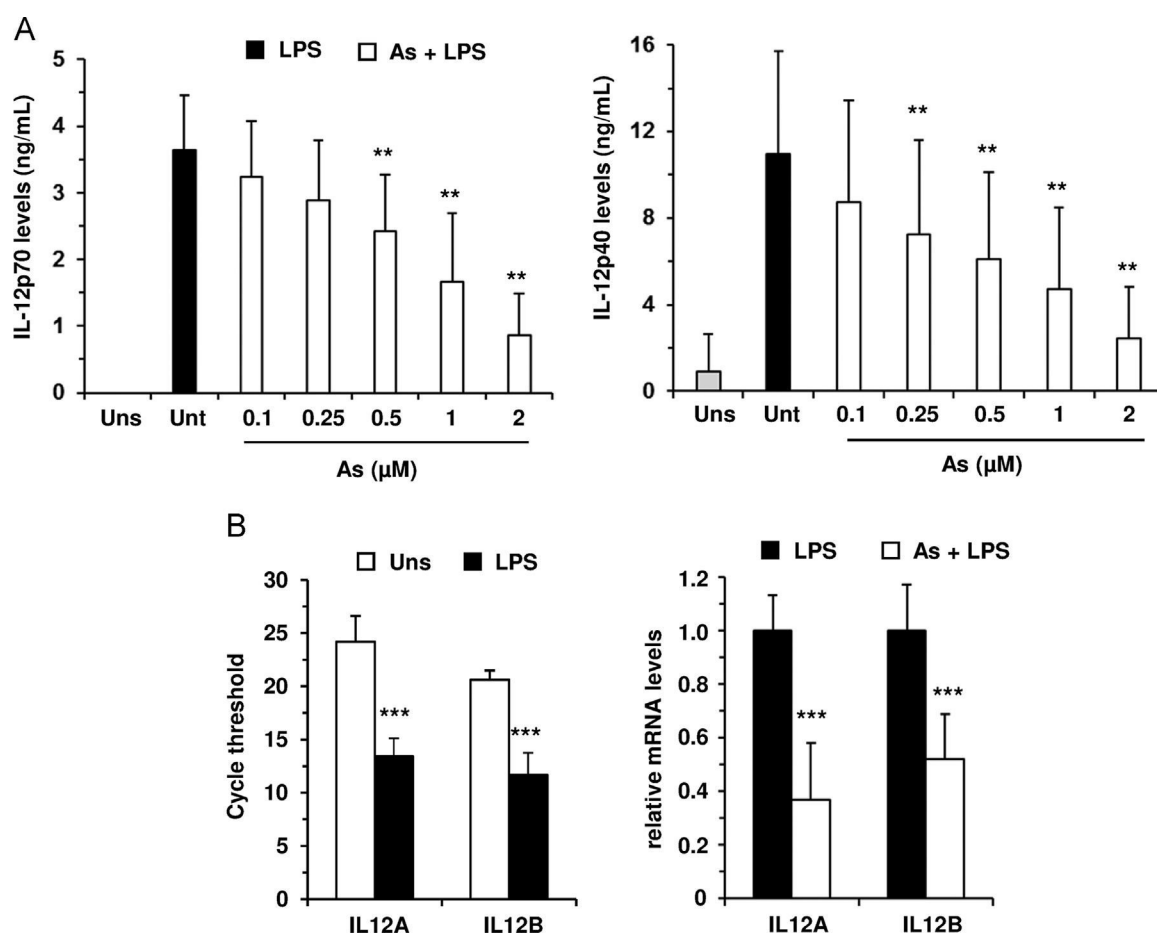 A
LPS As + LPS
IL-12p70 levels (ng/mL)
5
4
3
2
1
0
** ** **
Uns Unt 0.1 0.25 0.5 1 2
As (µM)
IL-12p40 levels (ng/mL)
16
12
8
4
0
** ** ** **
Uns Unt 0.1 0.25 0.5 1 2
As (µM)
B
Uns LPS
Cycle threshold
30
25
20
15
10
5
0
*** ***
IL12A IL12B
LPS As + LPS
relative mRNA levels
1.2
1.0
0.8
0.6
0.4
0.2
0
*** ***
IL12A IL12B